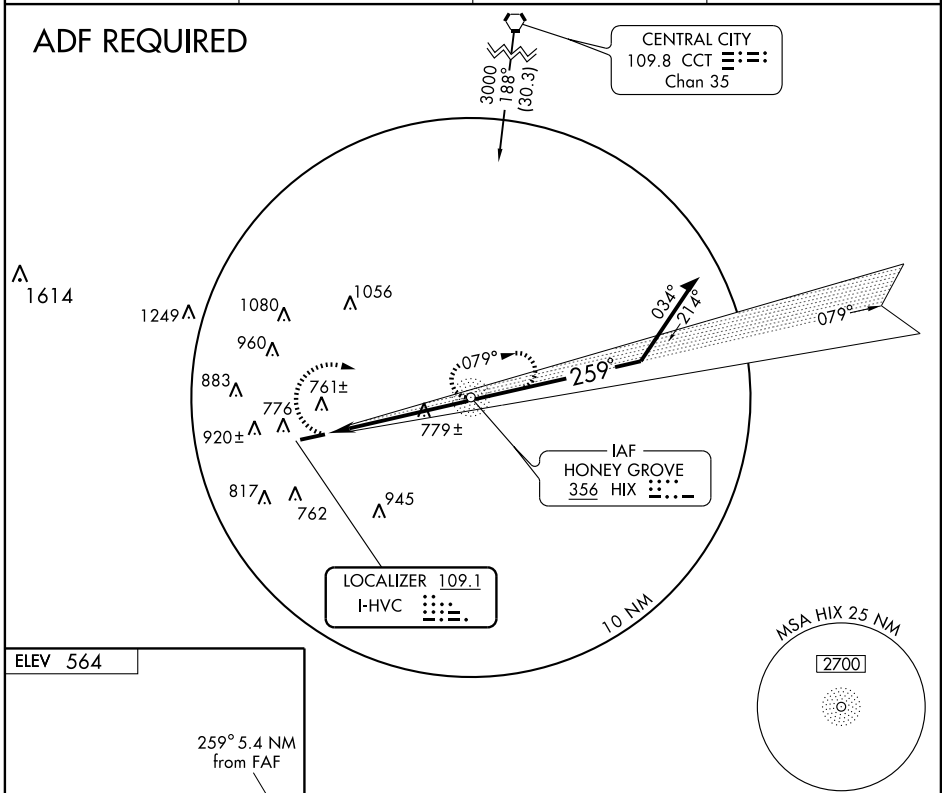 ADF REQUIRED
CENTRAL CITY
109.8 CCT
Chan 35
3000
188°
(30.3)
1614
1249
1080
1056
960
883
761±
776
920±
779±
817
762
945
034°
214°
079°
079°
259°
IAF
HONEY GROVE
356 HIX
LOCALIZER 109.1
I-HVC
10 NM
MSA HIX 25 NM
2700
ELEV 564
259° 5.4 NM
from FAF